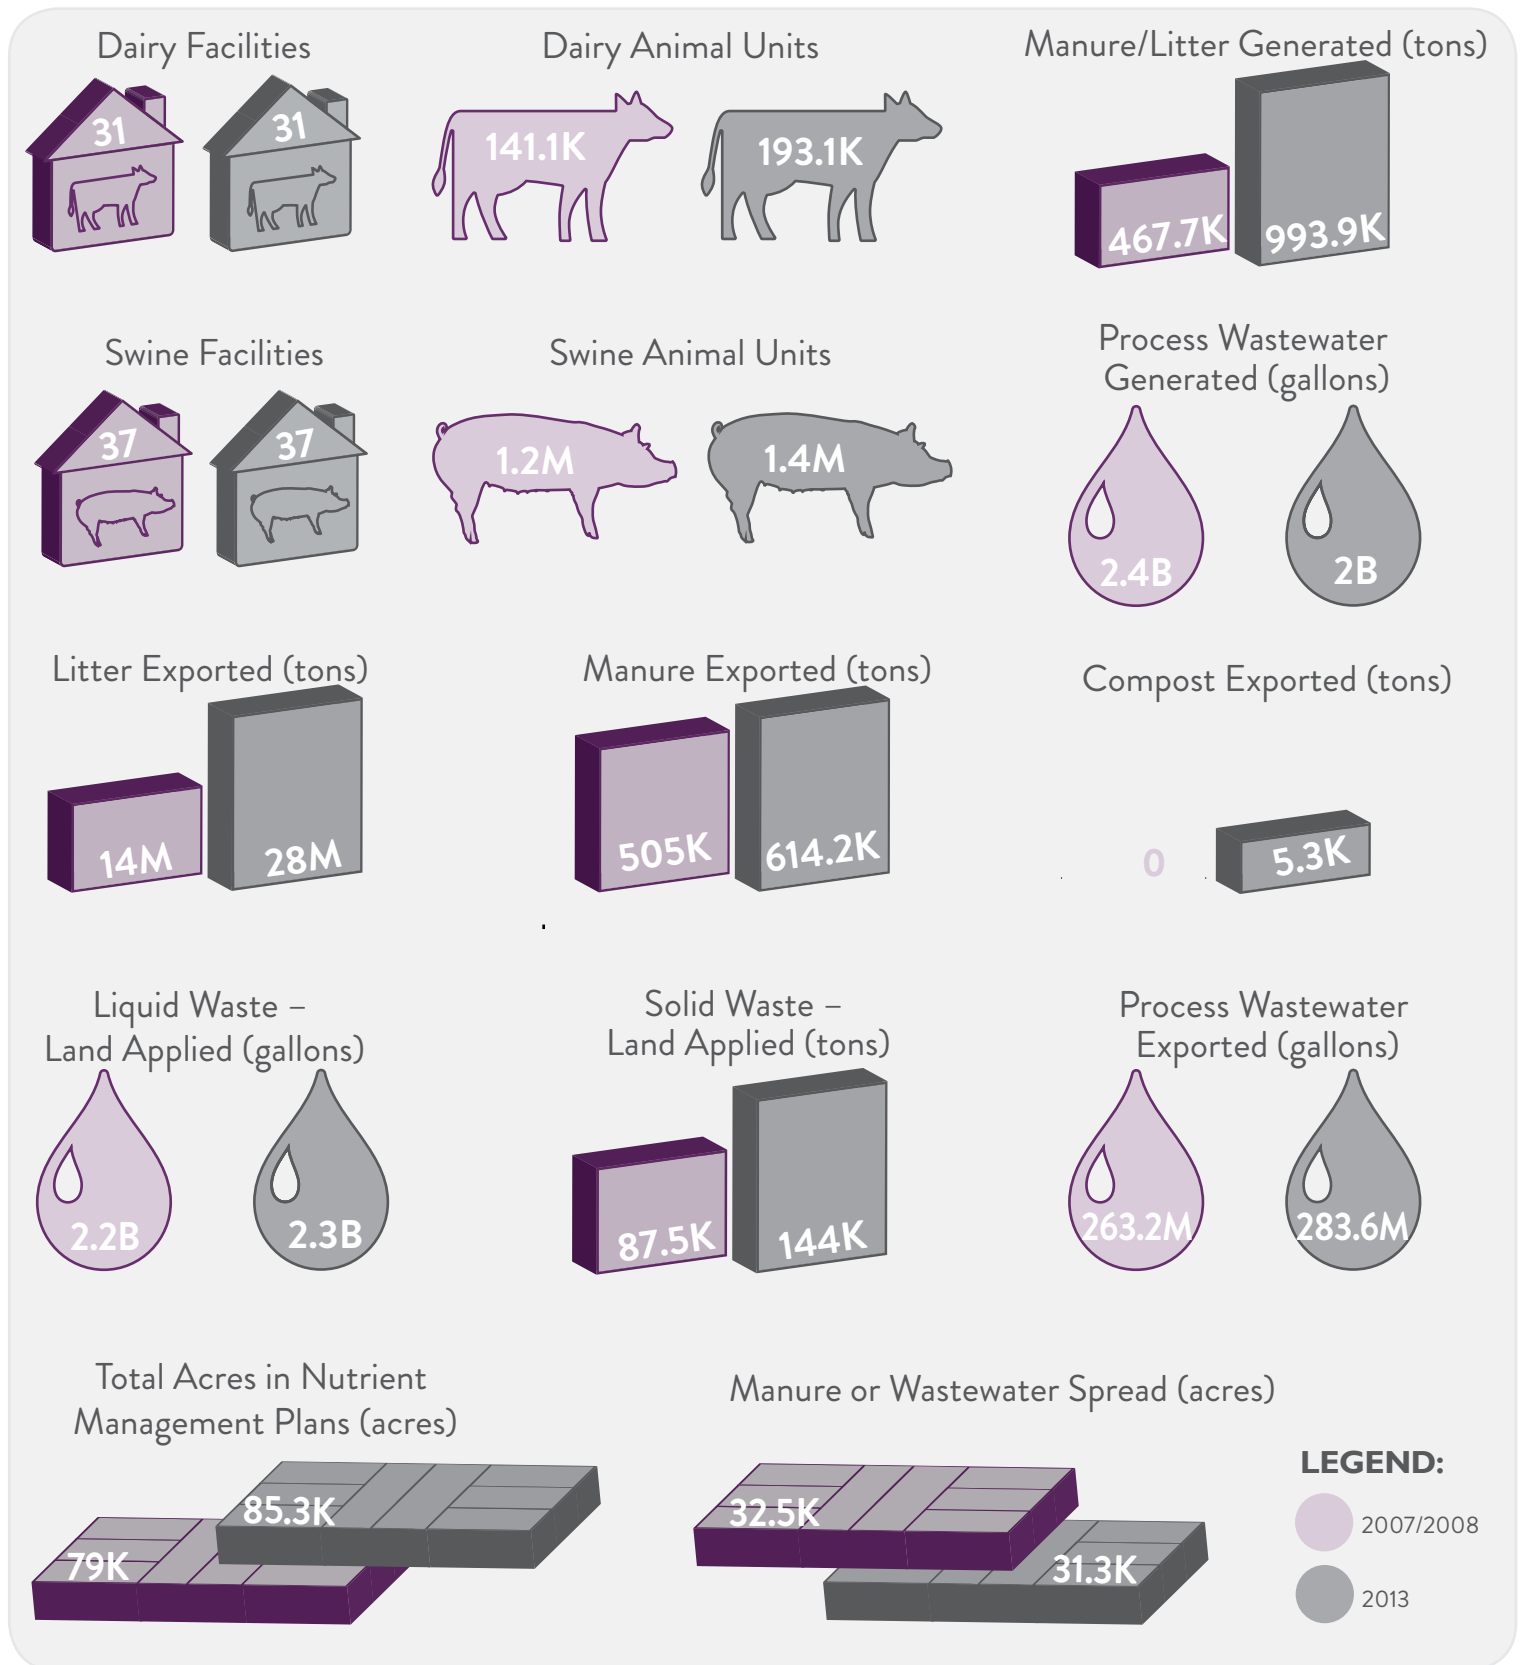 Dairy Facilities
31
31
Dairy Animal Units
141.1K
193.1K
Manure/Litter Generated (tons)
467.7K
993.9K
Swine Facilities
37
37
Swine Animal Units
1.2M
1.4M
Process Wastewater
Generated (gallons)
2.4B
2B
Litter Exported (tons)
14M
28M
Manure Exported (tons)
505K
614.2K
Compost Exported (tons)
0
5.3K
Liquid Waste –
Land Applied (gallons)
2.2B
2.3B
Solid Waste –
Land Applied (tons)
87.5K
144K
Process Wastewater
Exported (gallons)
263.2M
283.6M
Total Acres in Nutrient
Management Plans (acres)
79K
85.3K
Manure or Wastewater Spread (acres)
32.5K
31.3K
LEGEND:
2007/2008
2013